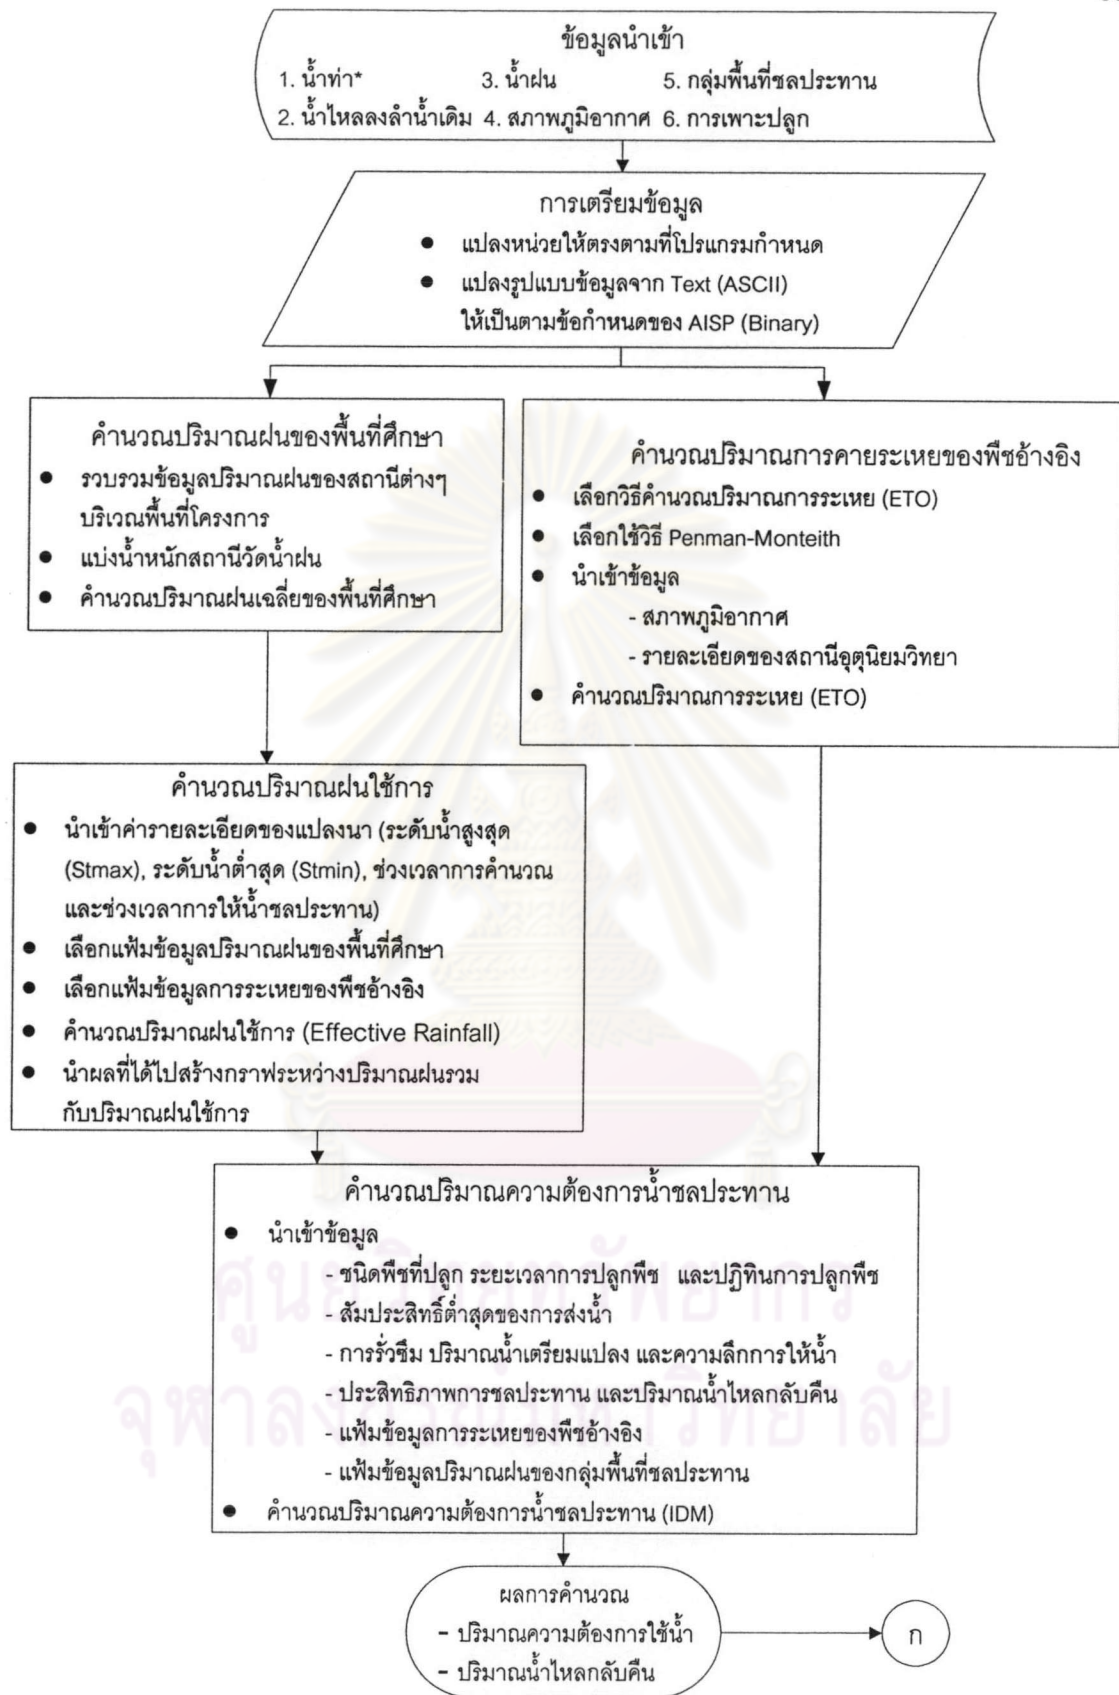 ข้อมูลนำเข้า
1. น้ำท่า* 3. น้ำฝน 5. กลุ่มพื้นที่ชลประทาน
2. น้ำไหลลงลำน้ำเดิม 4. สภาพภูมิอากาศ 6. การเพาะปลูก
การเตรียมข้อมูล
● แปลงหน่วยให้ตรงตามที่โปรแกรมกำหนด
● แปลงรูปแบบข้อมูลจาก Text (ASCII)
ให้เป็นตามข้อกำหนดของ AISP (Binary)
คำนวณปริมาณฝนของพื้นที่ศึกษา
● รวบรวมข้อมูลปริมาณฝนของสถานีต่างๆ
บริเวณพื้นที่โครงการ
● แบ่งน้ำหนักสถานีวัดน้ำฝน
● คำนวณปริมาณฝนเฉลี่ยของพื้นที่ศึกษา
คำนวณปริมาณการคายระเหยของพืชอ้างอิง
● เลือกวิธีคำนวณปริมาณการระเหย (ETO)
● เลือกใช้วิธี Penman-Monteith
● นำเข้าข้อมูล
- สภาพภูมิอากาศ
- รายละเอียดของสถานีอุตุนิยมวิทยา
● คำนวณปริมาณการระเหย (ETO)
คำนวณปริมาณฝนใช้การ
● นำเข้าค่ารายละเอียดของแปลงนา (ระดับน้ำสูงสุด
(Stmax), ระดับน้ำต่ำสุด (Stmin), ช่วงเวลาการคำนวณ
และช่วงเวลาการให้น้ำชลประทาน)
● เลือกแฟ้มข้อมูลปริมาณฝนของพื้นที่ศึกษา
● เลือกแฟ้มข้อมูลการระเหยของพืชอ้างอิง
● คำนวณปริมาณฝนใช้การ (Effective Rainfall)
● นำผลที่ได้ไปสร้างกราฟระหว่างปริมาณฝนรวม
กับปริมาณฝนใช้การ
คำนวณปริมาณความต้องการน้ำชลประทาน
● นำเข้าข้อมูล
- ชนิดพืชที่ปลูก ระยะเวลาการปลูกพืช และปฏิทินการปลูกพืช
- สัมประสิทธิ์ต่ำสุดของการส่งน้ำ
- การรั่วซึม ปริมาณน้ำเตรียมแปลง และความลึกการให้น้ำ
- ประสิทธิภาพการชลประทาน และปริมาณน้ำไหลกลับคืน
- แฟ้มข้อมูลการระเหยของพืชอ้างอิง
- แฟ้มข้อมูลปริมาณฝนของกลุ่มพื้นที่ชลประทาน
● คำนวณปริมาณความต้องการน้ำชลประทาน (IDM)
ศูนย์วิทยทรัพยากร
จุฬาลงกรณ์มหาวิทยาลัย
ผลการคำนวณ
- ปริมาณความต้องการใช้น้ำ
- ปริมาณน้ำไหลกลับคืน
ก